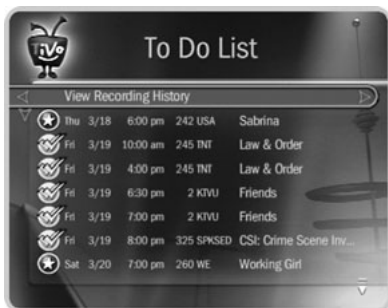 TiVo
To Do List
View Recording History
Thu 3/18 6:00 pm 242 USA Sabrina
Fri 3/19 10:00 am 245 TNT Law & Order
Fri 3/19 4:00 pm 245 TNT Law & Order
Fri 3/19 6:30 pm 2 KTVU Friends
Fri 3/19 7:00 pm 2 KTVU Friends
Fri 3/19 8:00 pm 325 SPKSED CSI: Crime Scene Inv...
Sat 3/20 7:00 pm 260 WE Working Girl